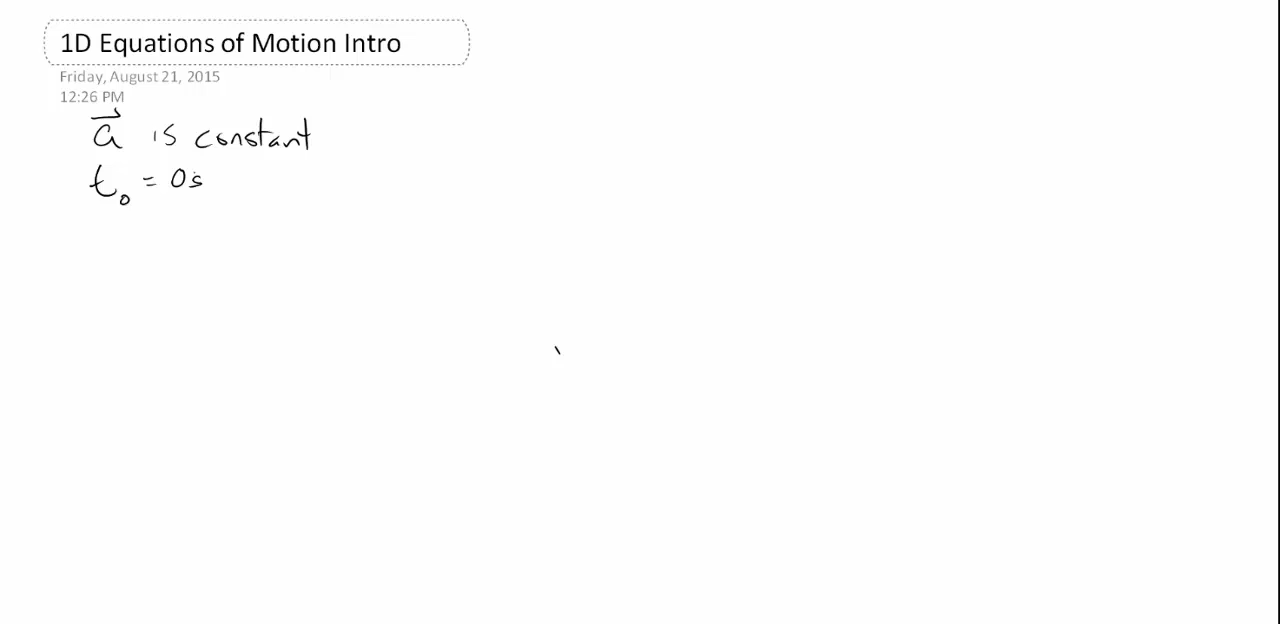 1D Equations of Motion Intro
Friday, August 21, 2015
12:26 PM
a⃗ is constant
t₀ = 0s